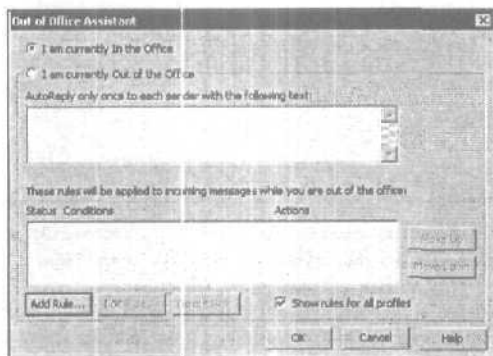 Out of Office Assistant
I am currently In the Office
I am currently Out of the Office
AutoReply only once to each sender with the following text:
These rules will be applied to incoming messages while you are out of the office:
Status Conditions Actions
Move Up
Add Rule...
Show rules for all profiles
OK Cancel Help